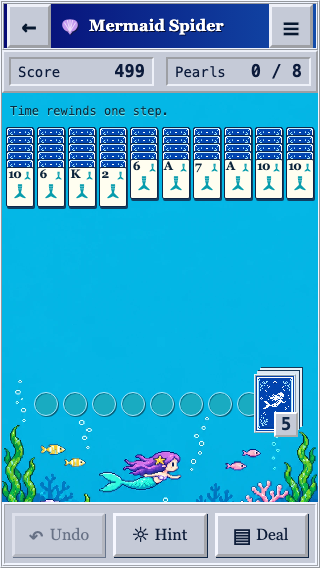 ← Mermaid Spider ≡
Score 499 Pearls 0 / 8
Time rewinds one step.
10 6 K 2 6 A 7 A 10 10
5
Undo Hint Deal